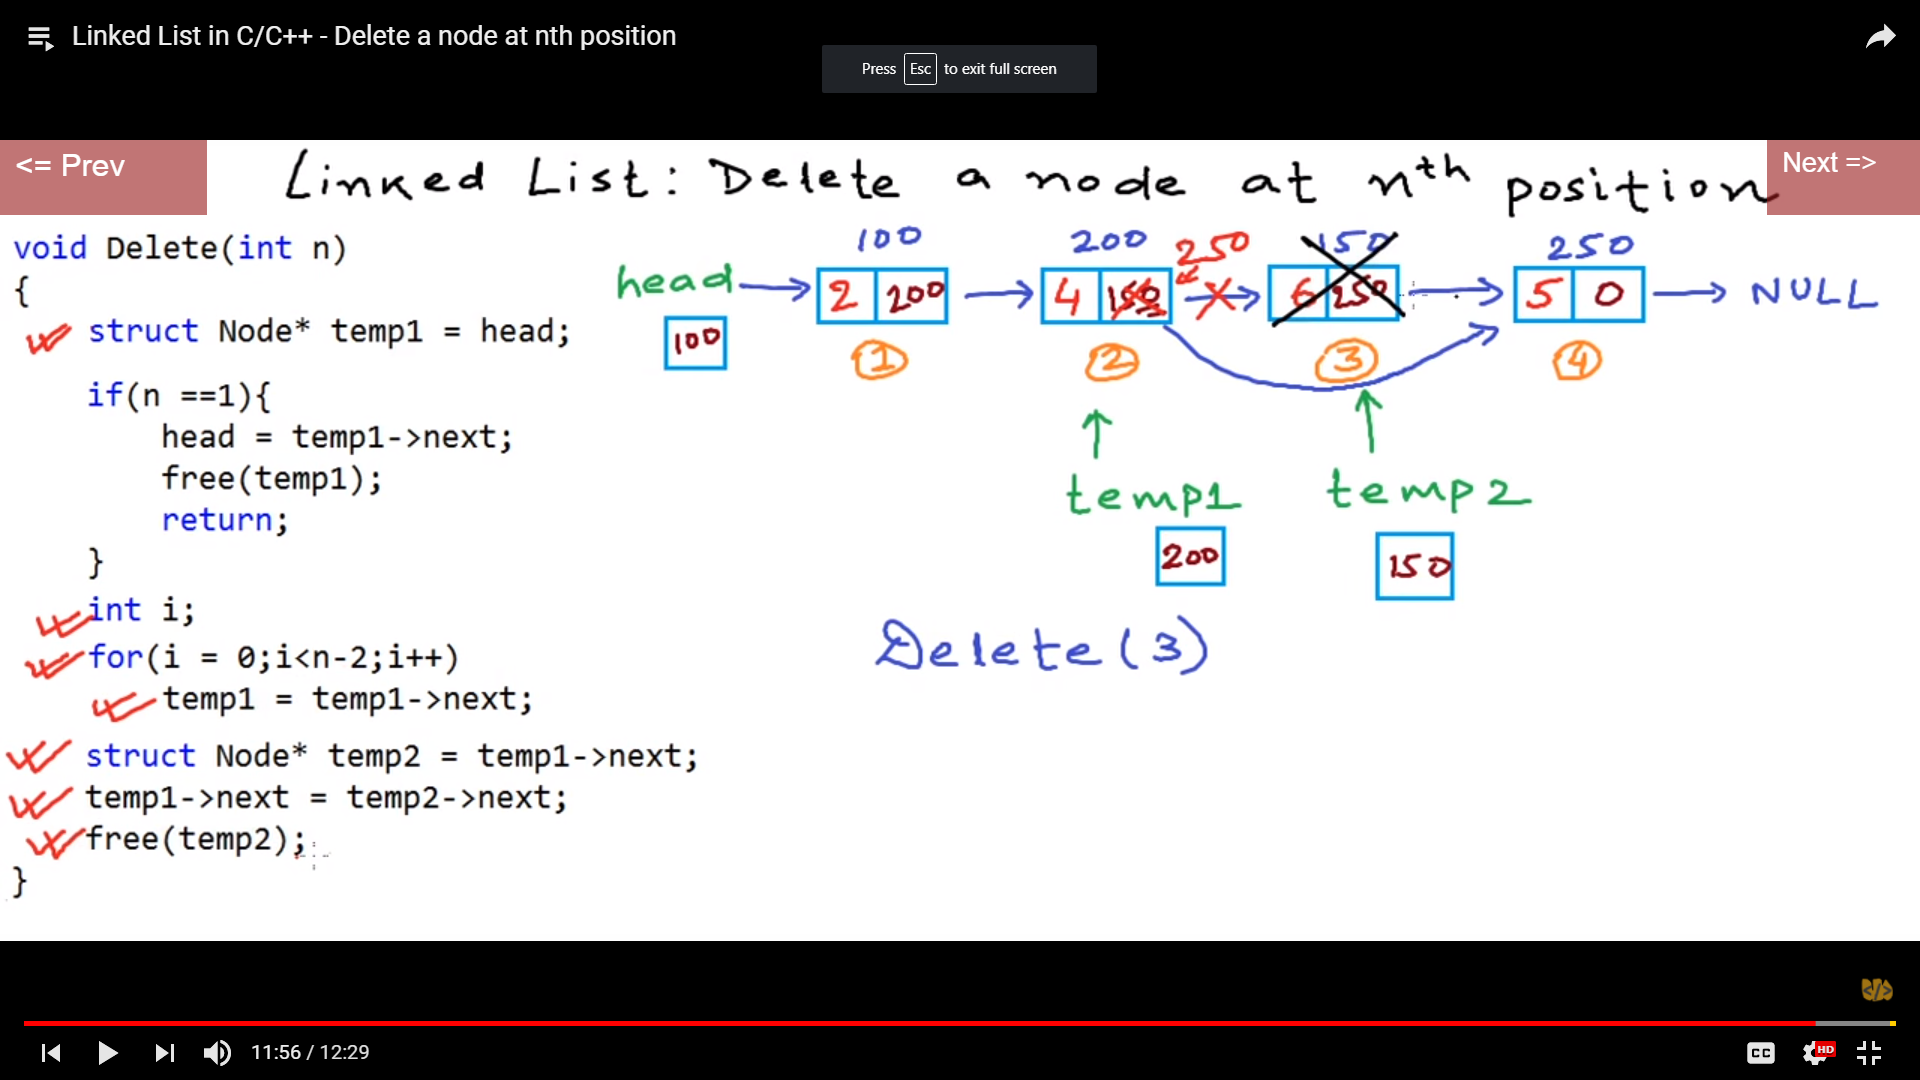 Linked List in C/C++ - Delete a node at nth position
Press Esc to exit full screen
<= Prev
Linked List: Delete a node at nth position
Next =>
void Delete(int n)
{
struct Node* temp1 = head;
if(n ==1){
head = temp1->next;
free(temp1);
return;
}
int i;
for(i = 0;i<n-2;i++)
temp1 = temp1->next;
struct Node* temp2 = temp1->next;
temp1->next = temp2->next;
free(temp2);
}
100 200 250 150 250
head 2 200 4 150 6 250 5 0 NULL
100
1 2 3 4
temp1 temp2
200 150
Delete(3)
</>
11:56 / 12:29
CC HD